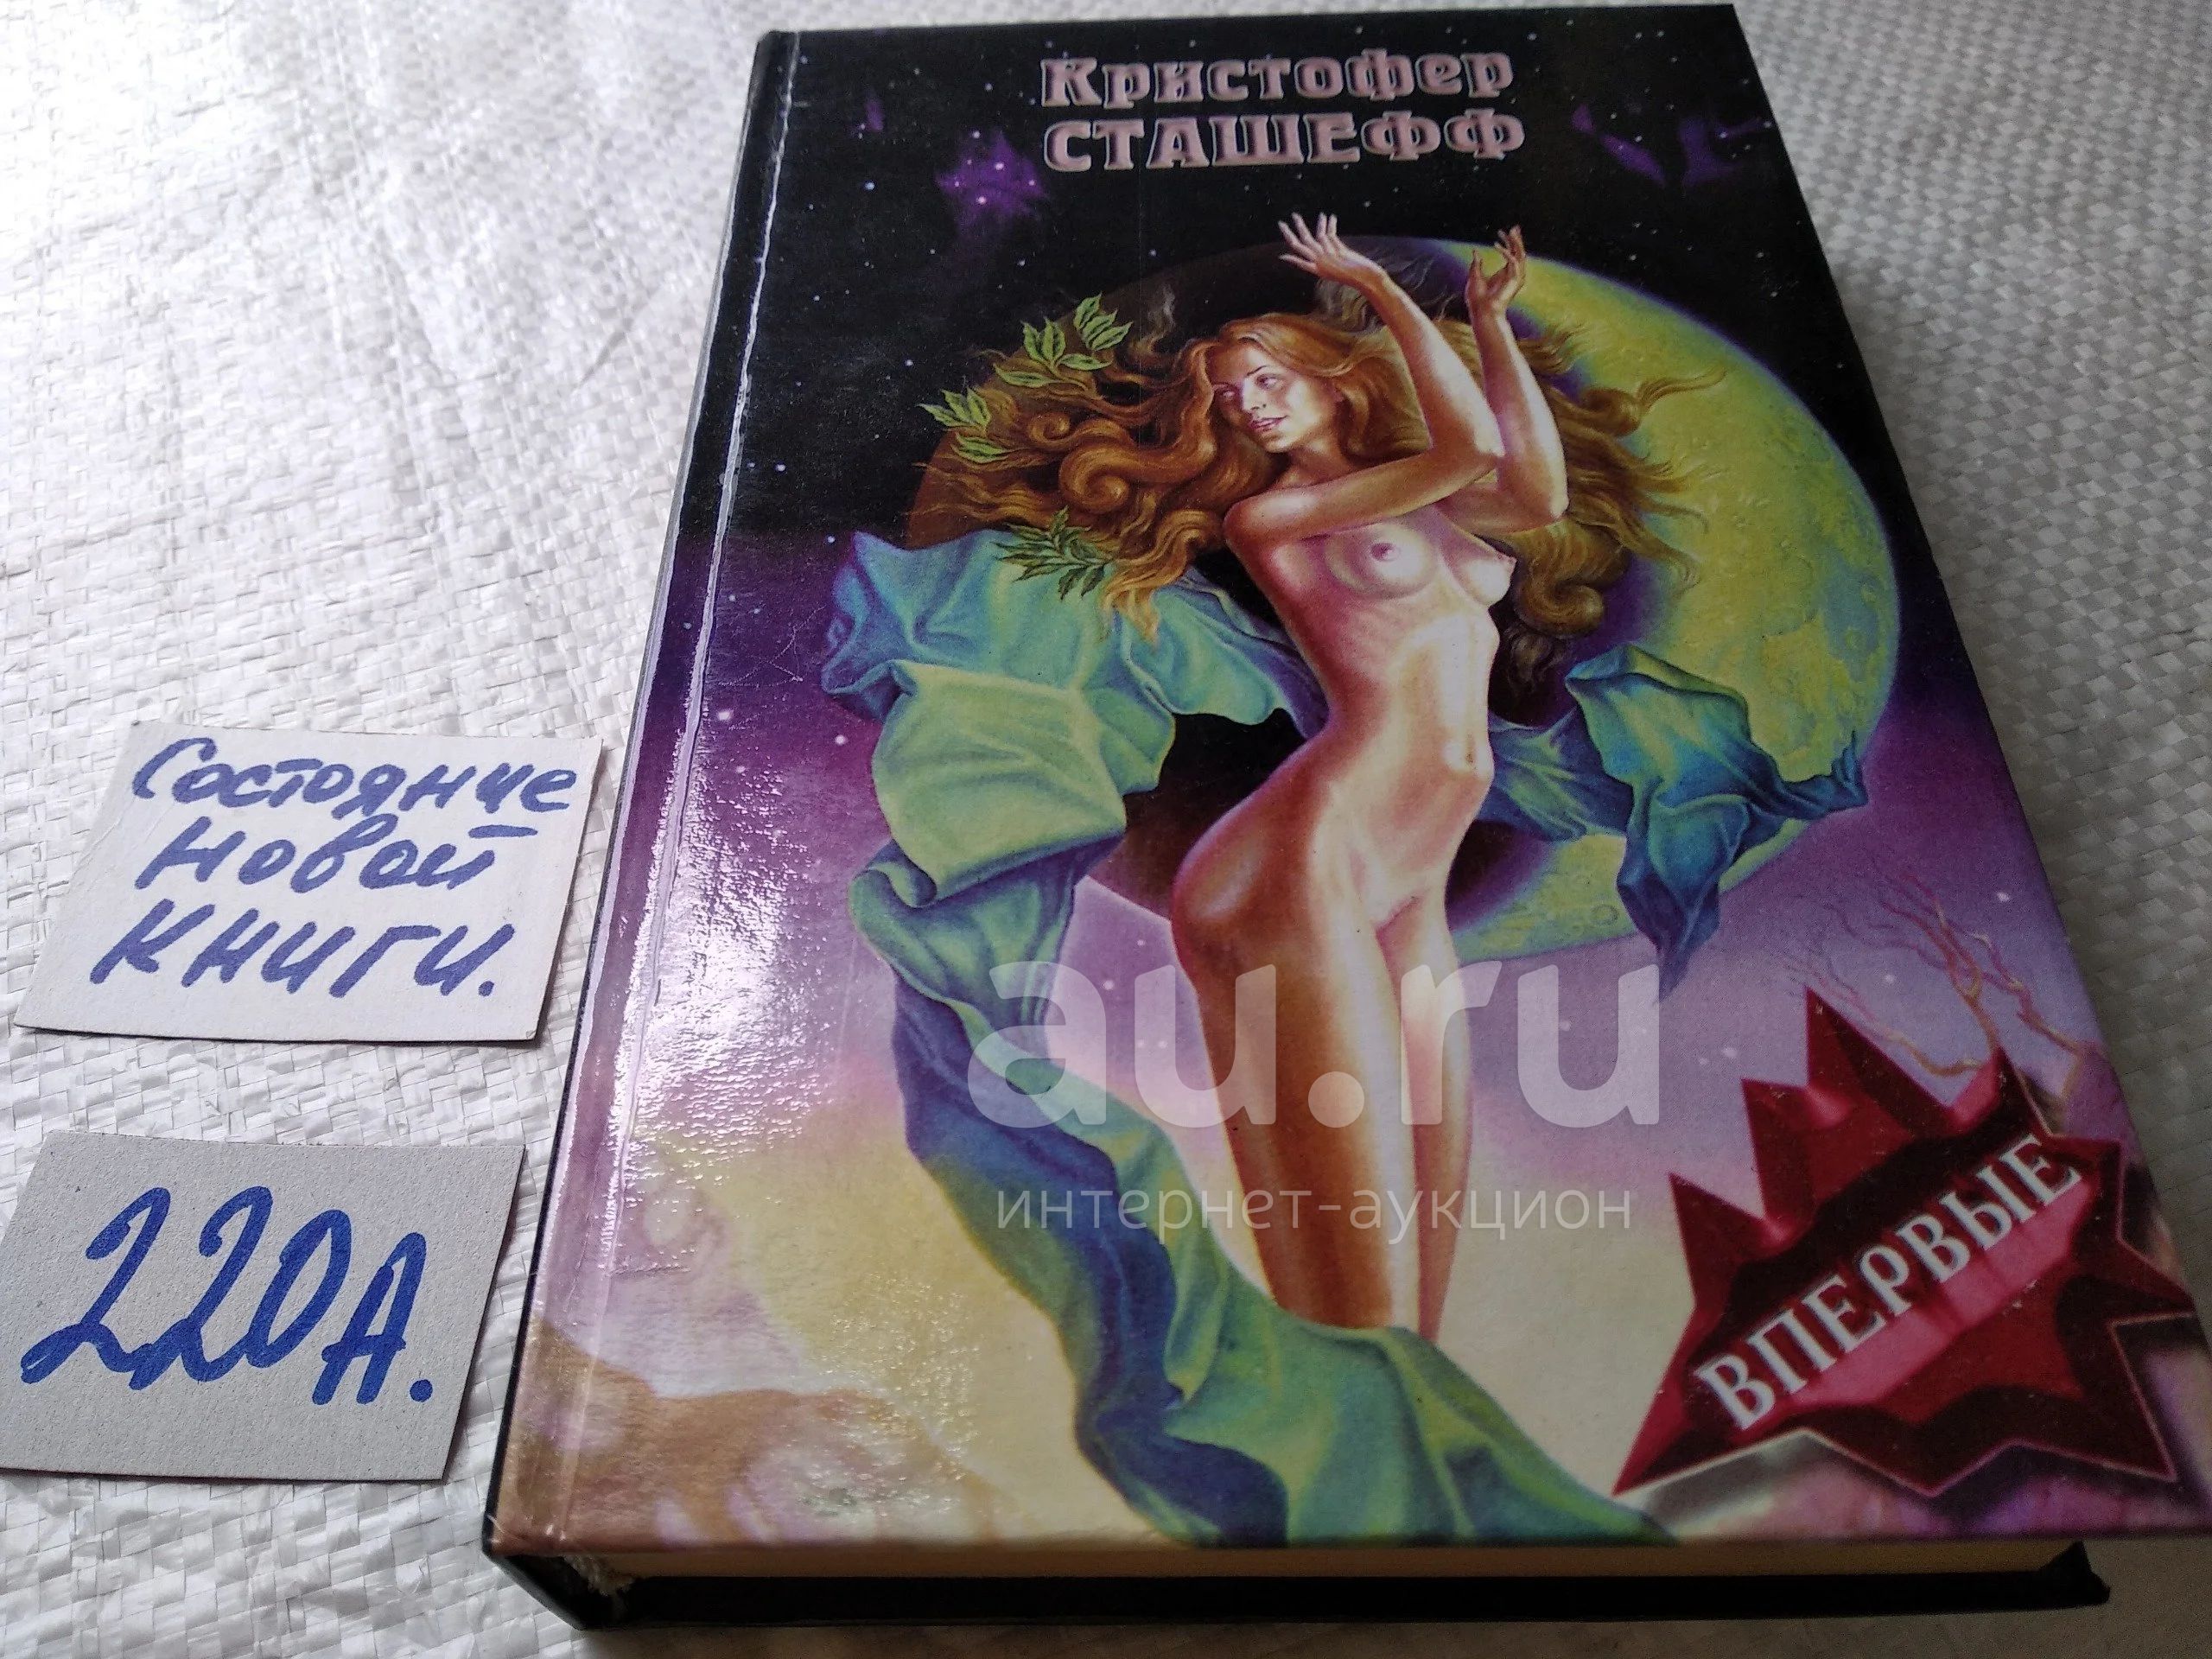 Кристофер
СТАШЕФФ
Состояние
новой
книги.
220А.
au.ru
интернет-аукцион
ВПЕРВЫЕ